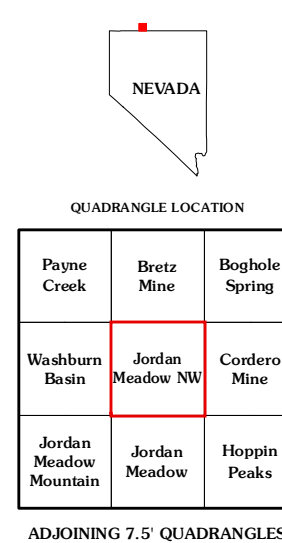 NEVADA
QUADRANGLE LOCATION
Payne
Creek
Bretz
Mine
Boghole
Spring
Washburn
Basin
Jordan
Meadow NW
Cordero
Mine
Jordan
Meadow
Mountain
Jordan
Meadow
Hoppin
Peaks
ADJOINING 7.5' QUADRANGLES